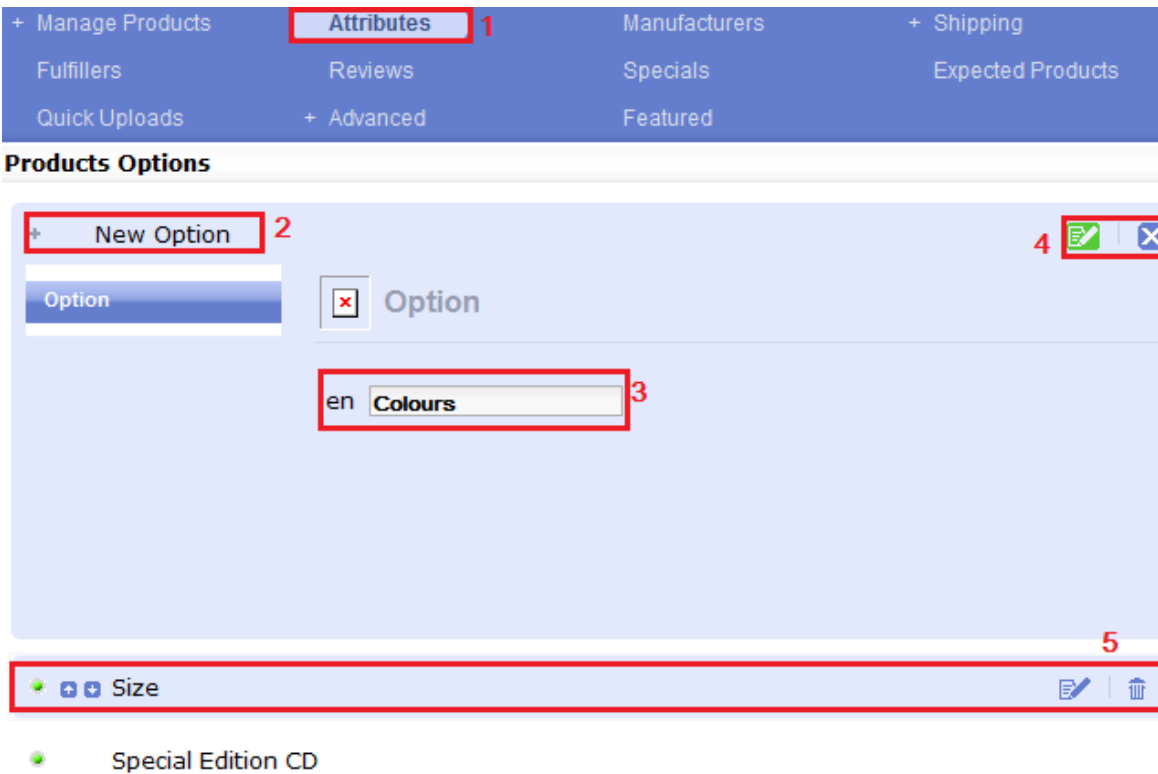 + Manage Products Attributes 1 Manufacturers + Shipping
Fulfillers Reviews Specials Expected Products
Quick Uploads + Advanced Featured
Products Options
+ New Option 2 4
Option Option
en Colours 3
5
Size
Special Edition CD